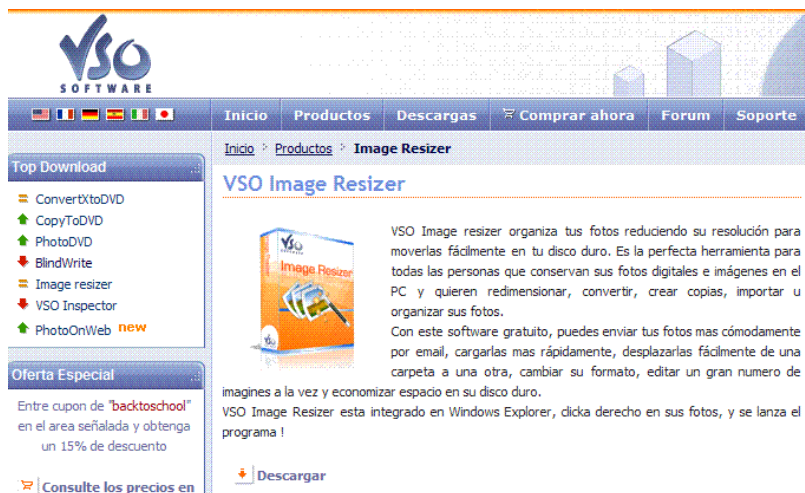 VSO
SOFTWARE
Inicio
Productos
Descargas
Comprar ahora
Forum
Soporte
Inicio > Productos > Image Resizer
Top Download
ConvertXtoDVD
CopyToDVD
PhotoDVD
BlindWrite
Image resizer
VSO Inspector
PhotoOnWeb new
Oferta Especial
Entre cupon de "backtoschool"
en el area señalada y obtenga
un 15% de descuento
Consulte los precios en
VSO Image Resizer
VSO
SOFTWARE
Image Resizer
VSO Image resizer organiza tus fotos reduciendo su resolución para
moverlas fácilmente en tu disco duro. Es la perfecta herramienta para
todas las personas que conservan sus fotos digitales e imágenes en el
PC y quieren redimensionar, convertir, crear copias, importar u
organizar sus fotos.
Con este software gratuito, puedes enviar tus fotos mas cómodamente
por email, cargarlas mas rápidamente, desplazarlas fácilmente de una
carpeta a una otra, cambiar su formato, editar un gran numero de
imagines a la vez y economizar espacio en su disco duro.
VSO Image Resizer esta integrado en Windows Explorer, clicka derecho en sus fotos, y se lanza el
programa !
Descargar